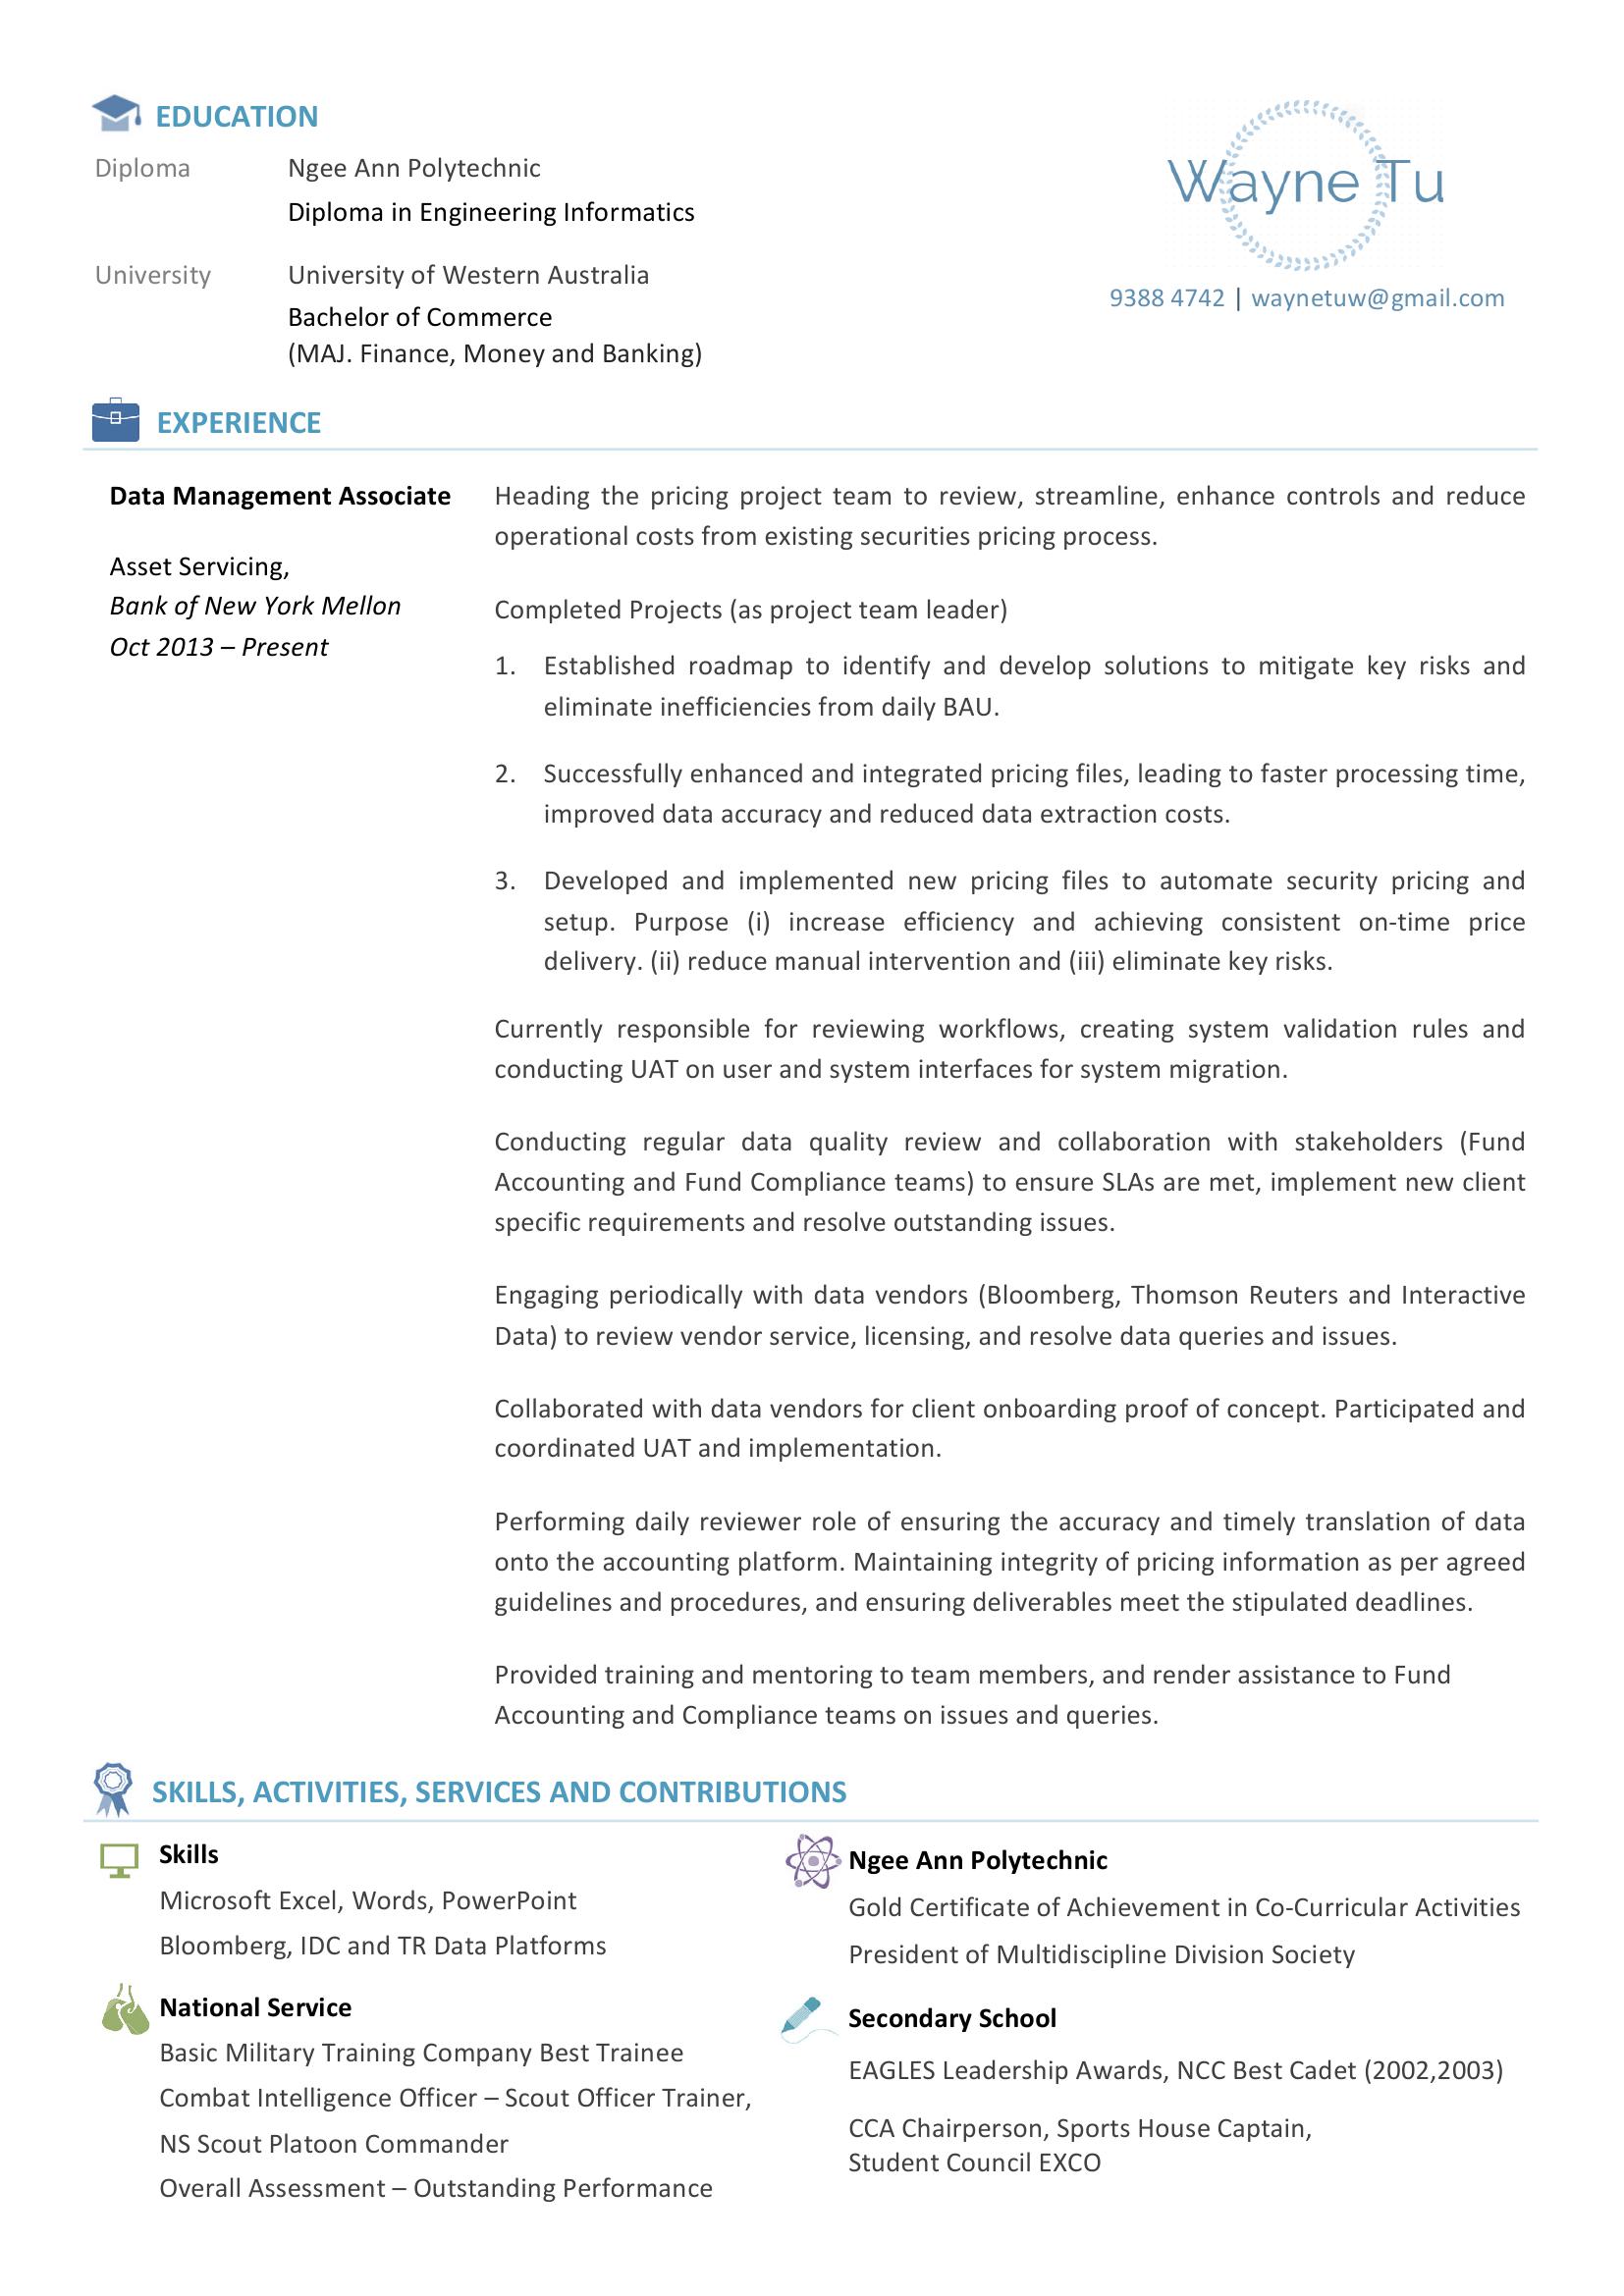 EDUCATION
Diploma
Ngee Ann Polytechnic
Diploma in Engineering Informatics
University
University of Western Australia
Bachelor of Commerce
(MAJ. Finance, Money and Banking)
Wayne Tu
9388 4742 | waynetuw@gmail.com
EXPERIENCE
Data Management Associate
Asset Servicing,
Bank of New York Mellon
Oct 2013 – Present
Heading the pricing project team to review, streamline, enhance controls and reduce
operational costs from existing securities pricing process.
Completed Projects (as project team leader)
1. Established roadmap to identify and develop solutions to mitigate key risks and
eliminate inefficiencies from daily BAU.
2. Successfully enhanced and integrated pricing files, leading to faster processing time,
improved data accuracy and reduced data extraction costs.
3. Developed and implemented new pricing files to automate security pricing and
setup. Purpose (i) increase efficiency and achieving consistent on-time price
delivery. (ii) reduce manual intervention and (iii) eliminate key risks.
Currently responsible for reviewing workflows, creating system validation rules and
conducting UAT on user and system interfaces for system migration.
Conducting regular data quality review and collaboration with stakeholders (Fund
Accounting and Fund Compliance teams) to ensure SLAs are met, implement new client
specific requirements and resolve outstanding issues.
Engaging periodically with data vendors (Bloomberg, Thomson Reuters and Interactive
Data) to review vendor service, licensing, and resolve data queries and issues.
Collaborated with data vendors for client onboarding proof of concept. Participated and
coordinated UAT and implementation.
Performing daily reviewer role of ensuring the accuracy and timely translation of data
onto the accounting platform. Maintaining integrity of pricing information as per agreed
guidelines and procedures, and ensuring deliverables meet the stipulated deadlines.
Provided training and mentoring to team members, and render assistance to Fund
Accounting and Compliance teams on issues and queries.
SKILLS, ACTIVITIES, SERVICES AND CONTRIBUTIONS
Skills
Microsoft Excel, Words, PowerPoint
Bloomberg, IDC and TR Data Platforms
National Service
Basic Military Training Company Best Trainee
Combat Intelligence Officer – Scout Officer Trainer,
NS Scout Platoon Commander
Overall Assessment – Outstanding Performance
Ngee Ann Polytechnic
Gold Certificate of Achievement in Co-Curricular Activities
President of Multidiscipline Division Society
Secondary School
EAGLES Leadership Awards, NCC Best Cadet (2002,2003)
CCA Chairperson, Sports House Captain,
Student Council EXCO